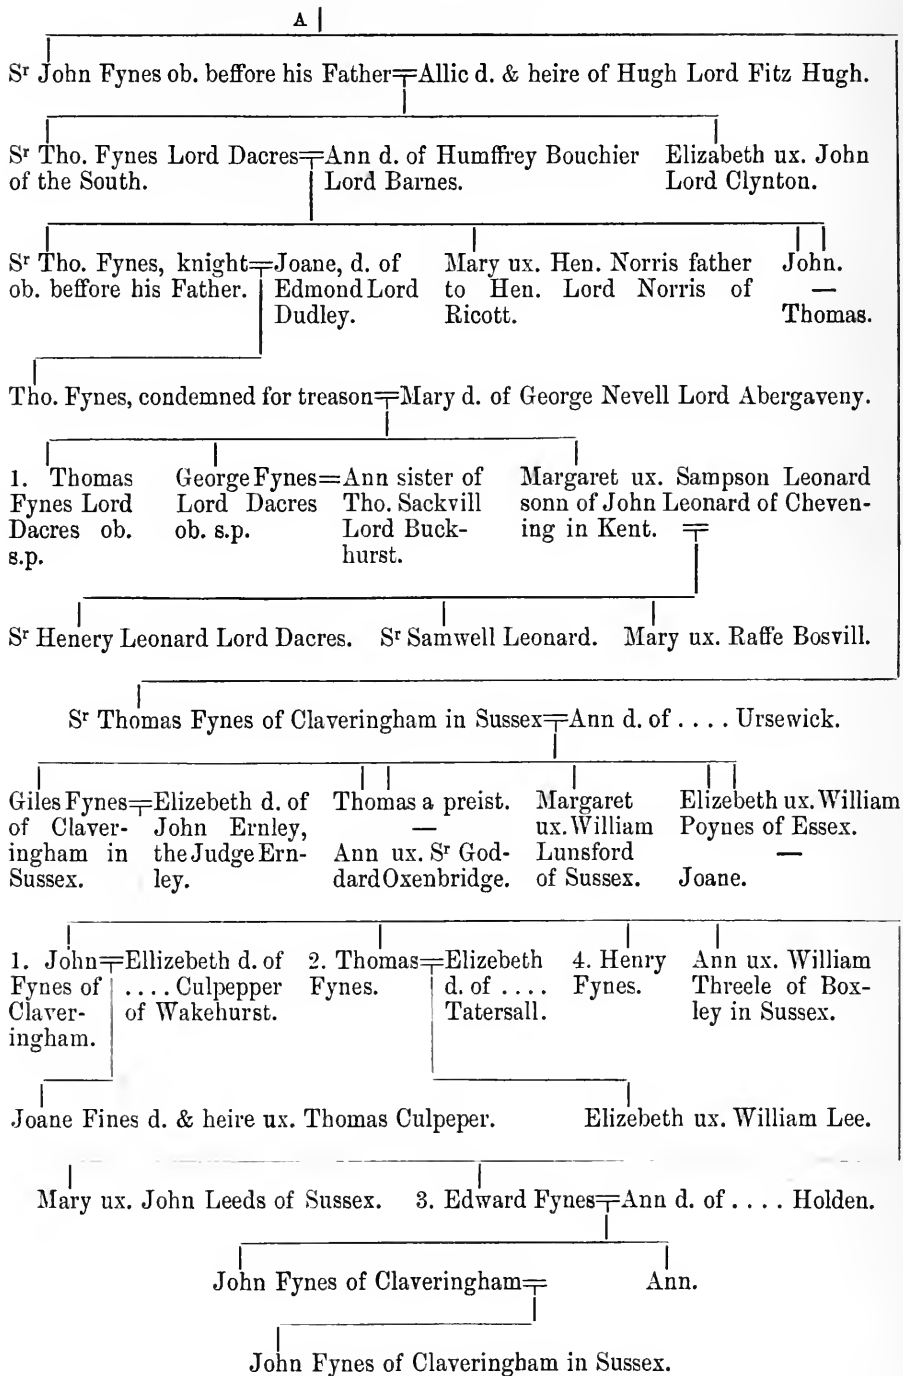 A
Sr John Fynes ob. beffore his Father=Allic d. & heire of Hugh Lord Fitz Hugh.
Sr Tho. Fynes Lord Dacres=Ann d. of Humffrey Bouchier Elizabeth ux. John
of the South. Lord Barnes. Lord Clynton.
Sr Tho. Fynes, knight=Joane, d. of Mary ux. Hen. Norris father John.
ob. beffore his Father. Edmond Lord to Hen. Lord Norris of —
Dudley. Ricott. Thomas.
Tho. Fynes, condemned for treason=Mary d. of George Nevell Lord Abergaveny.
1. Thomas George Fynes=Ann sister of Margaret ux. Sampson Leonard
Fynes Lord Lord Dacres Tho. Sackvill sonn of John Leonard of Cheven-
Dacres ob. ob. s.p. Lord Buck- ing in Kent. =
s.p. hurst.
Sr Henery Leonard Lord Dacres. Sr Samwell Leonard. Mary ux. Raffe Bosvill.
Sr Thomas Fynes of Claveringham in Sussex=Ann d. of . . . . Ursewick.
Giles Fynes=Elizebeth d. of Thomas a preist. Margaret Elizebeth ux. William
of Claver- John Ernley, — ux. William Poynes of Essex.
ingham in the Judge Ern- Ann ux. Sr God- Lunsford —
Sussex. ley. dard Oxenbridge. of Sussex. Joane.
1. John=Ellizebeth d. of 2. Thomas=Elizebeth 4. Henry Ann ux. William
Fynes of . . . . Culpepper Fynes. d. of . . . . Fynes. Threele of Box-
Claver- of Wakehurst. Tatersall. ley in Sussex.
ingham.
Joane Fines d. & heire ux. Thomas Culpeper. Elizebeth ux. William Lee.
Mary ux. John Leeds of Sussex. 3. Edward Fynes=Ann d. of . . . . Holden.
John Fynes of Claveringham= Ann.
John Fynes of Claveringham in Sussex.